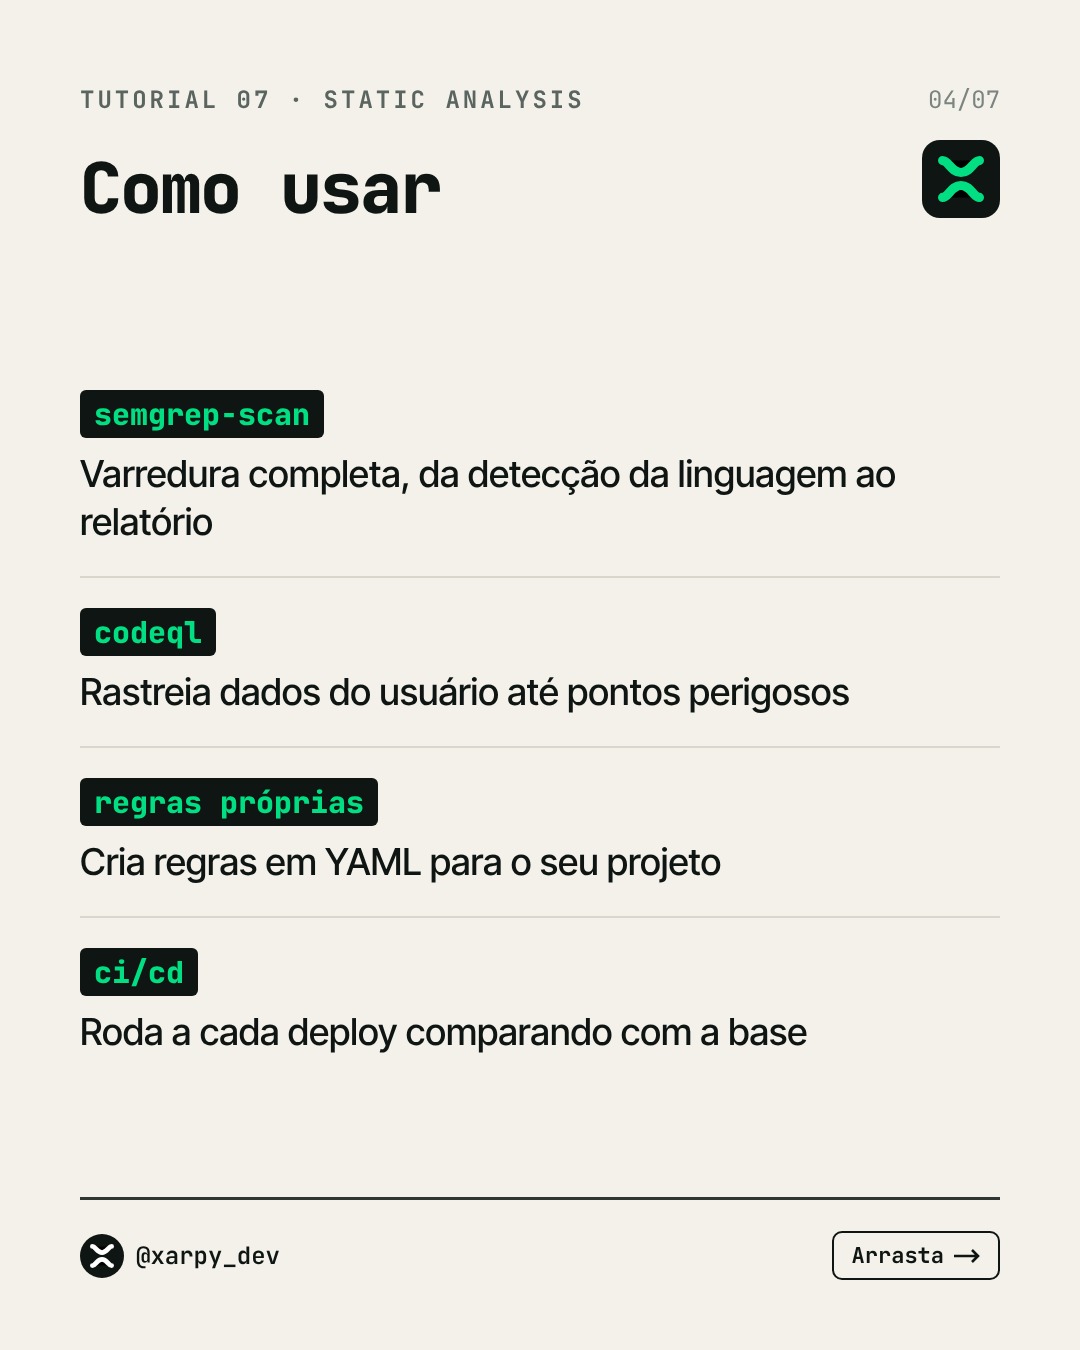 TUTORIAL 07 · STATIC ANALYSIS
04/07
Como usar
semgrep-scan
Varredura completa, da detecção da linguagem ao
relatório
codeql
Rastreia dados do usuário até pontos perigosos
regras próprias
Cria regras em YAML para o seu projeto
ci/cd
Roda a cada deploy comparando com a base
@xarpy_dev
Arrasta →